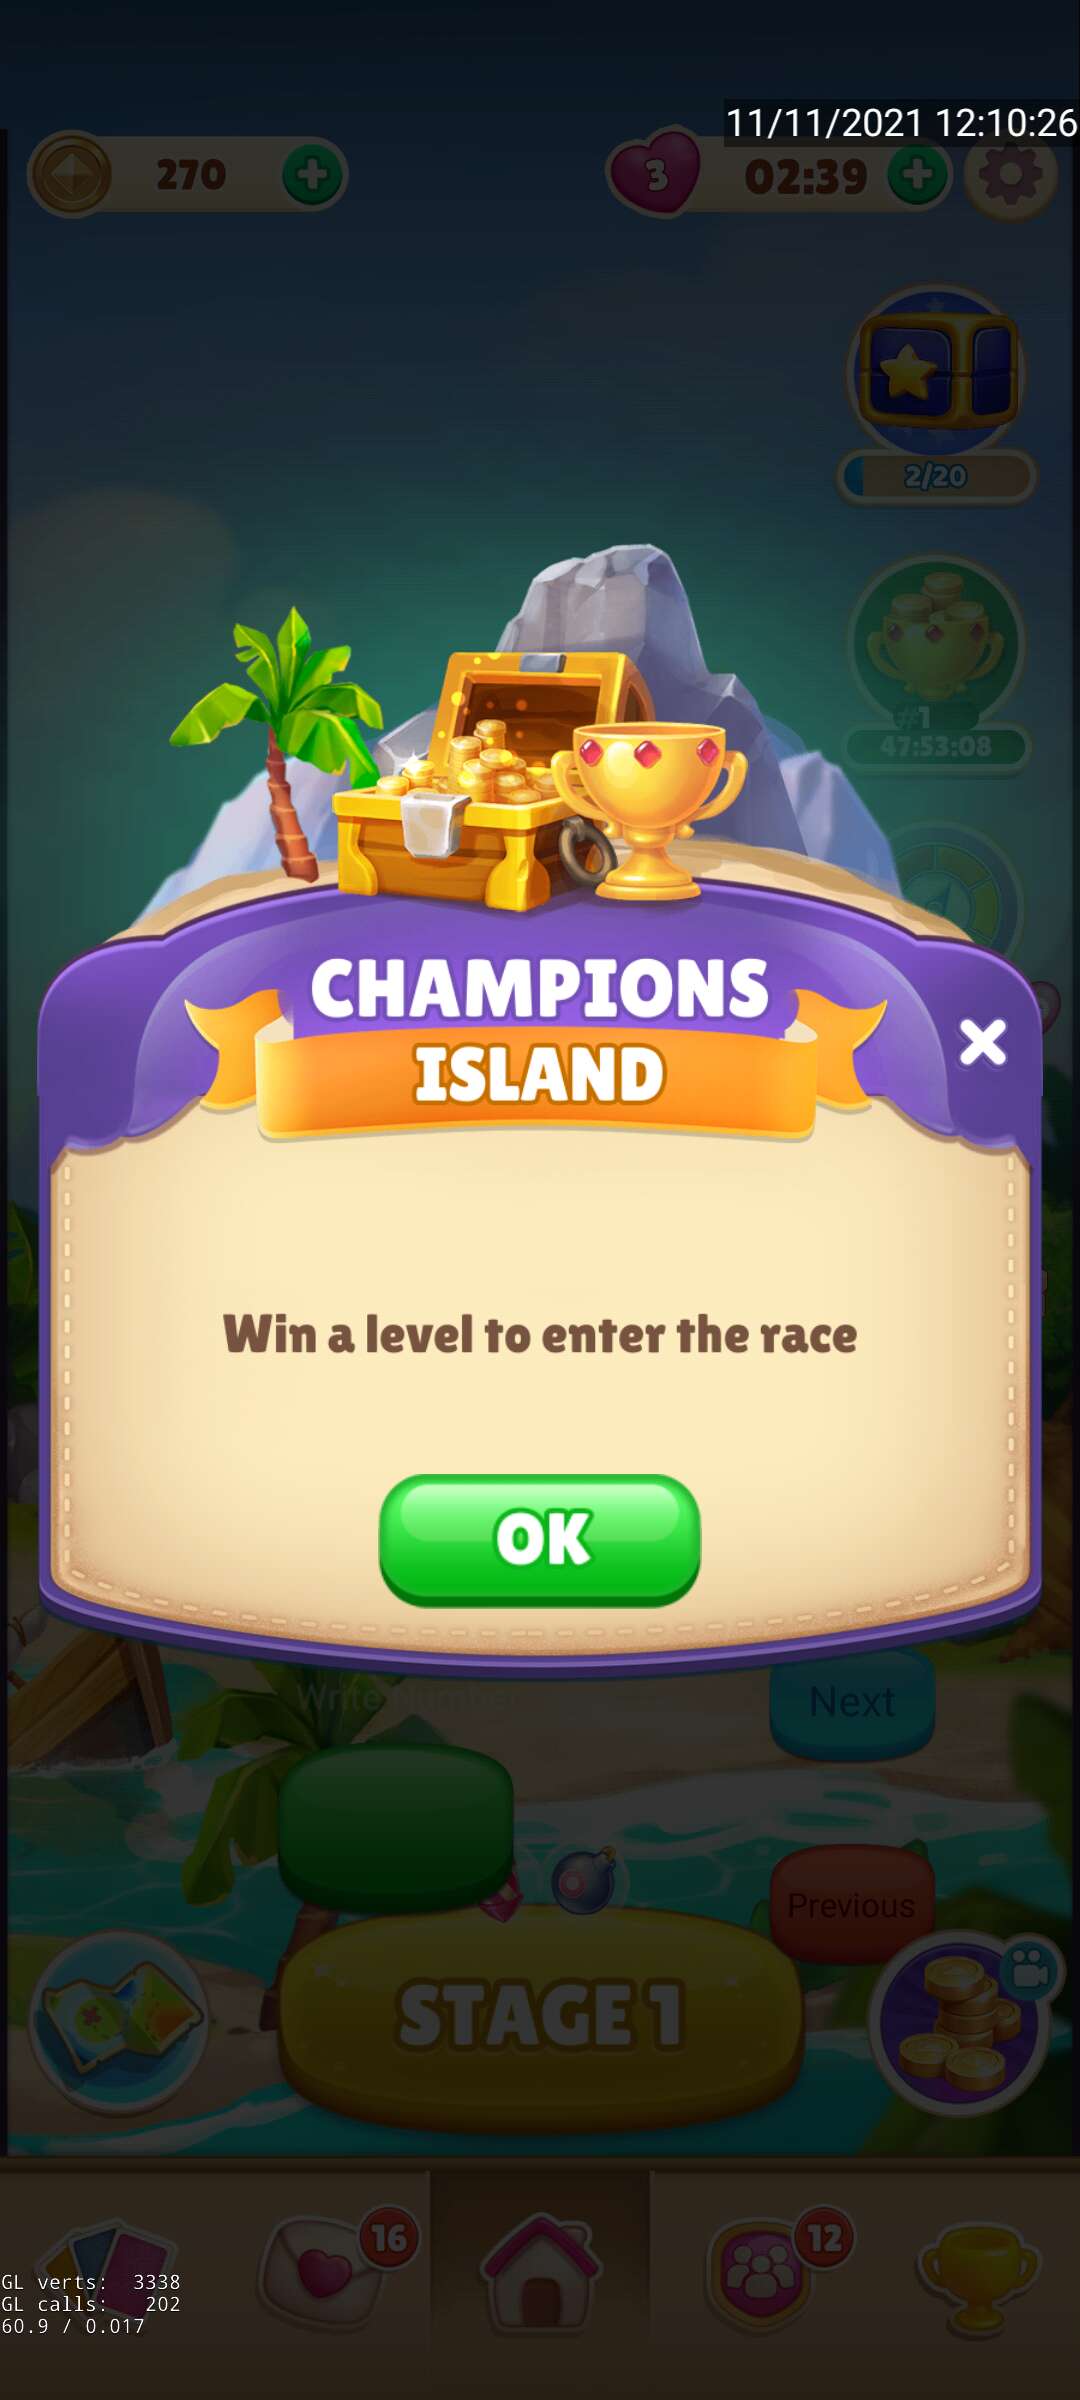 11/11/2021 12:10:26
270
3
02:39
2/20
#1
47:53:08
CHAMPIONS
ISLAND
Win a level to enter the race
OK
Write Number
Next
Previous
STAGE 1
16
12
GL verts: 3338
GL calls: 202
60.9 / 0.017